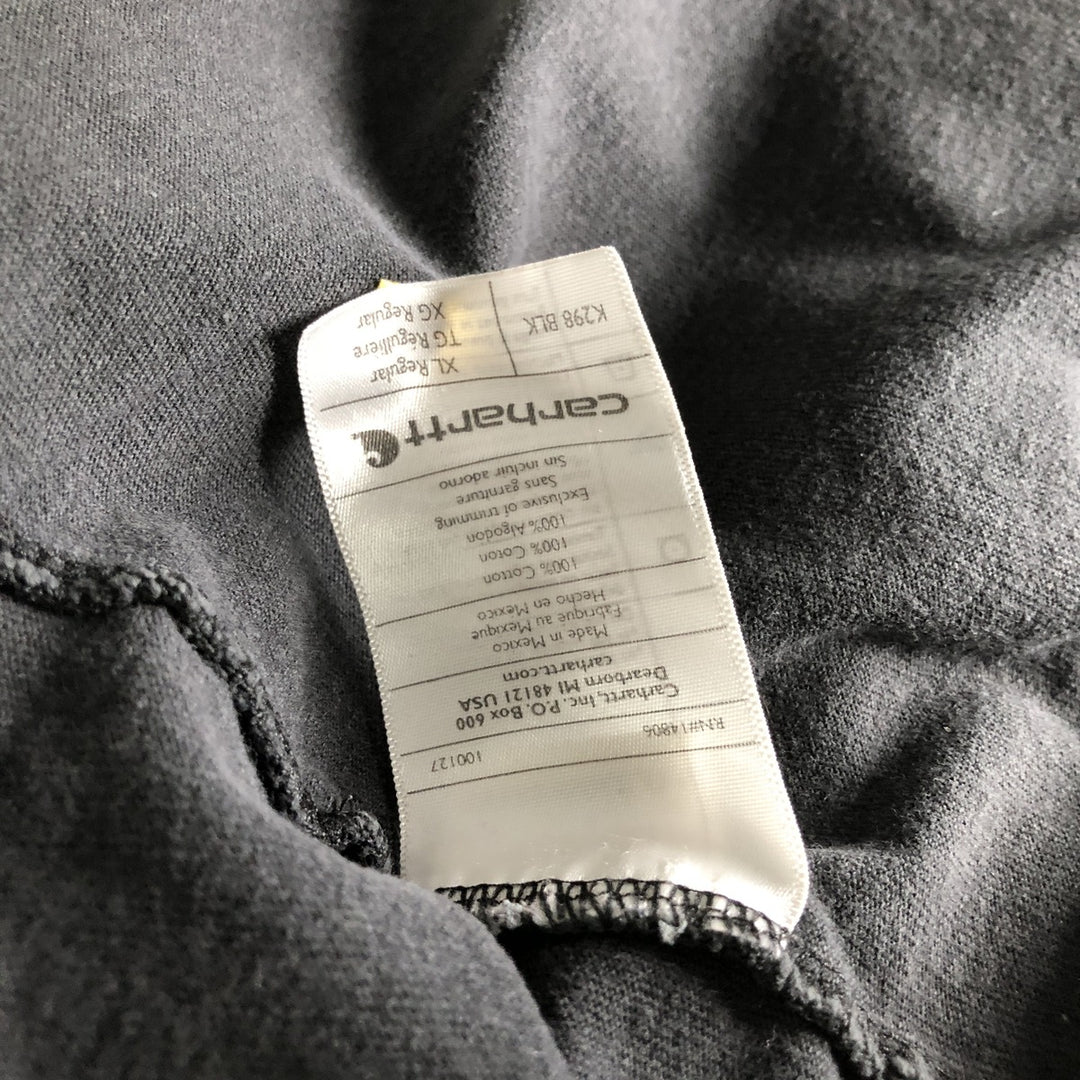 K298 BLK
XL Regular
TG Régulliere
XG Regular
carhartt
Sin incluir adorno
Sans garniture
Exclusive of trimming
100% Algodon
100% Coton
100% Cotton
Hecho en Mexico
Fabriqué au Mexique
Made in Mexico
carhartt.com
Dearborn MI 48121 USA
Carhartt, Inc. P.O. Box 600
RN#14806
100127